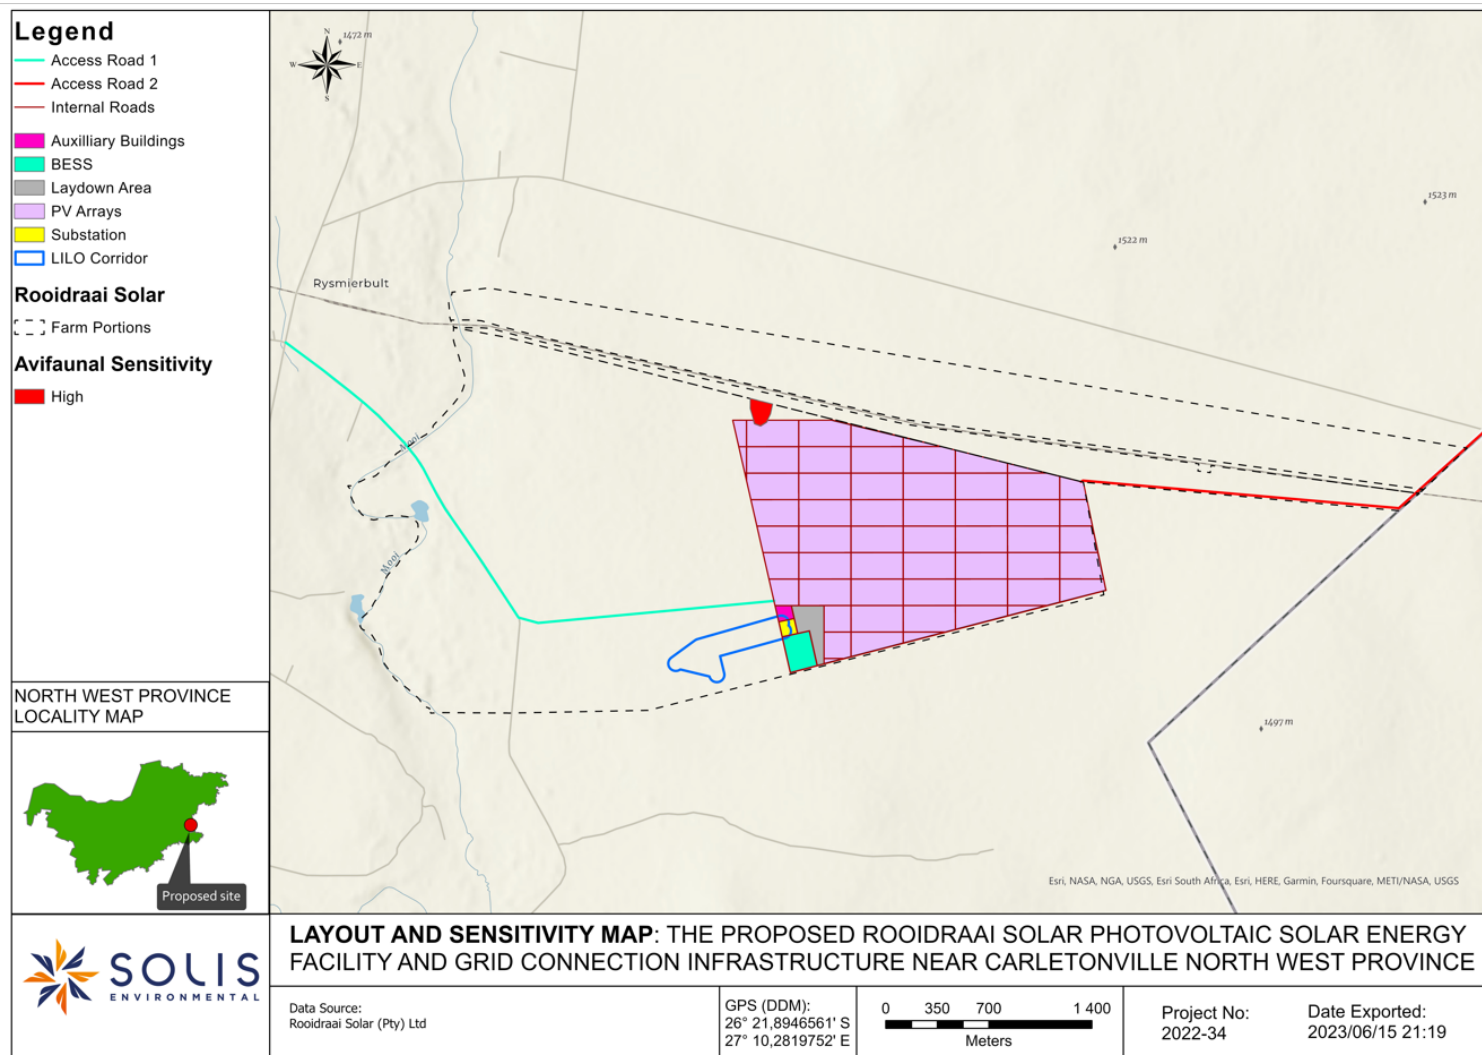 Legend
Access Road 1
Access Road 2
Internal Roads
Auxilliary Buildings
BESS
Laydown Area
PV Arrays
Substation
LILO Corridor
Rooidraai Solar
Farm Portions
Avifaunal Sensitivity
High
N
W E
S
1472 m
1523 m
1522 m
Rysmierbult
Mooi
Mooi
1497 m
Esri, NASA, NGA, USGS, Esri South Africa, Esri, HERE, Garmin, Foursquare, METI/NASA, USGS
NORTH WEST PROVINCE
LOCALITY MAP
Proposed site
SOLIS
ENVIRONMENTAL
LAYOUT AND SENSITIVITY MAP: THE PROPOSED ROOIDRAAI SOLAR PHOTOVOLTAIC SOLAR ENERGY
FACILITY AND GRID CONNECTION INFRASTRUCTURE NEAR CARLETONVILLE NORTH WEST PROVINCE
Data Source:
Rooidraai Solar (Pty) Ltd
GPS (DDM):
26° 21,8946561' S
27° 10,2819752' E
0 350 700 1 400
Meters
Project No:
2022-34
Date Exported:
2023/06/15 21:19